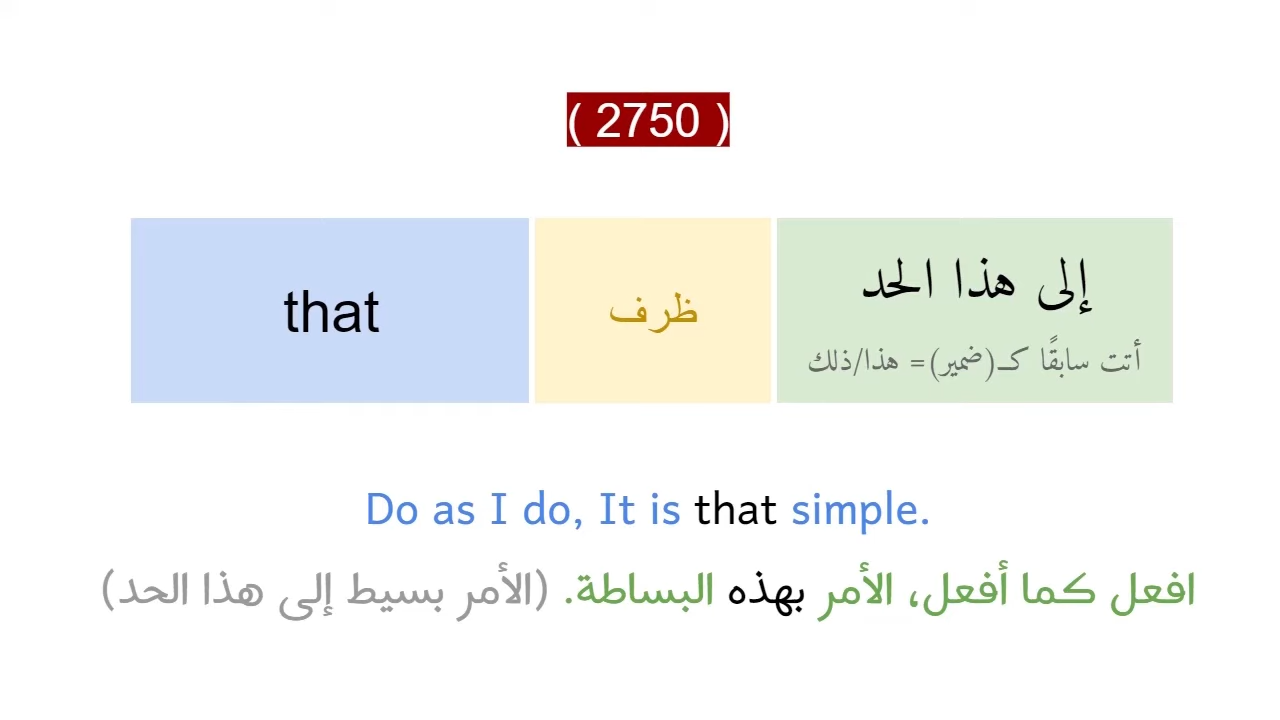 ( 2750 )
that
ظرف
إلى هذا الحد
أتت سابقًا كـ(ضمير)= هذا/ذلك
Do as I do, It is that simple.
افعل كما أفعل، الأمر بهذه البساطة. (الأمر بسيط إلى هذا الحد)